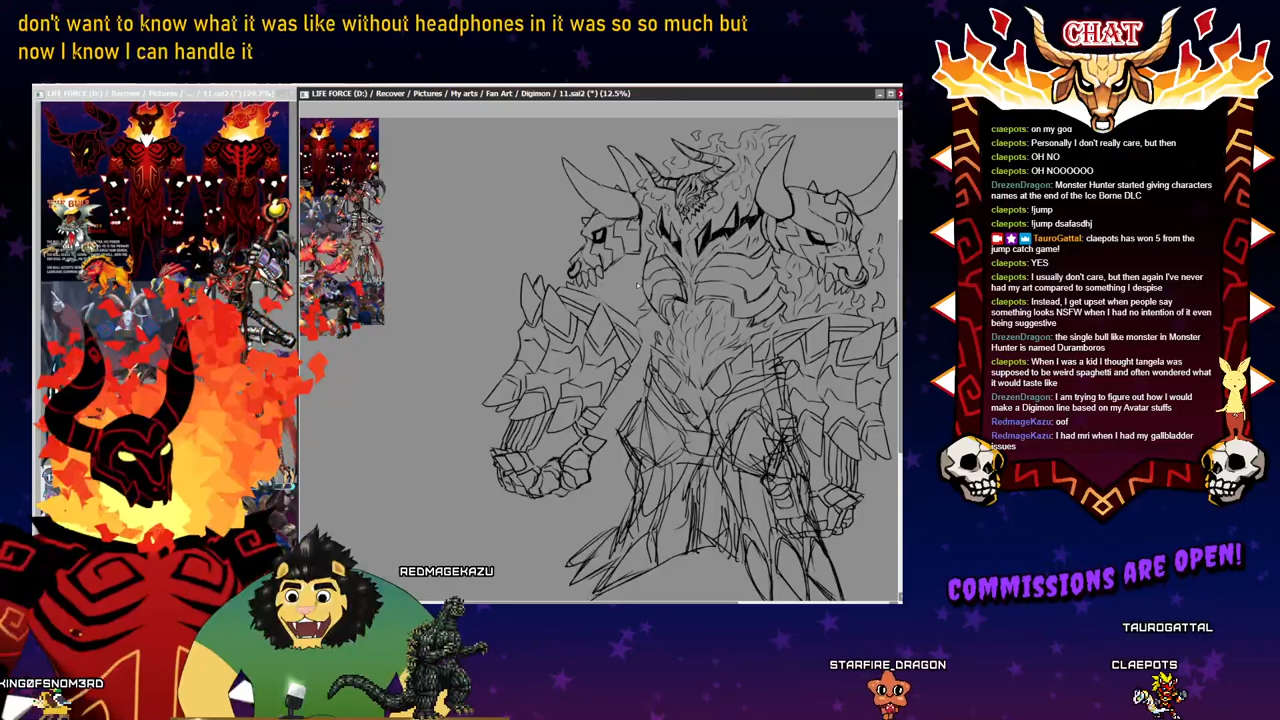 don't want to know what it was like without headphones in it was so so much but
now I know I can handle it
CHAT
LIFE FORCE (D:) / Recover / Pictures / ... / 11.sai2 (*) (24.7%)
LIFE FORCE (D:) / Recover / Pictures / My arts / Fan Art / Digimon / 11.sai2 (*) (12.5%)
claepots: on my god
claepots: Personally I don't really care, but then
claepots: OH NO
claepots: OH NOOOOOO
DrezenDragon: Monster Hunter started giving characters
names at the end of the Ice Borne DLC
claepots: !jump
claepots: !jump dsafasdhj
TauroGattal: claepots has won 5 from the
jump catch game!
claepots: YES
claepots: I usually don't care, but then again I've never
had my art compared to something I despise
claepots: Instead, I get upset when people say
something looks NSFW when I had no intention of it even
being suggestive
DrezenDragon: the single bull like monster in Monster
Hunter is named Duramboros
claepots: When I was a kid I thought tangela was
supposed to be weird spaghetti and often wondered what
it would taste like
DrezenDragon: I am trying to figure out how I would
make a Digimon line based on my Avatar stuffs
RedmageKazu: oof
RedmageKazu: I had mri when I had my gallbladder
issues
COMMISSIONS ARE OPEN!
REDMAGEKAZU
TAUROGATTAL
STARFIRE_DRAGON
CLAEPOTS
KING0FSNOM3RD